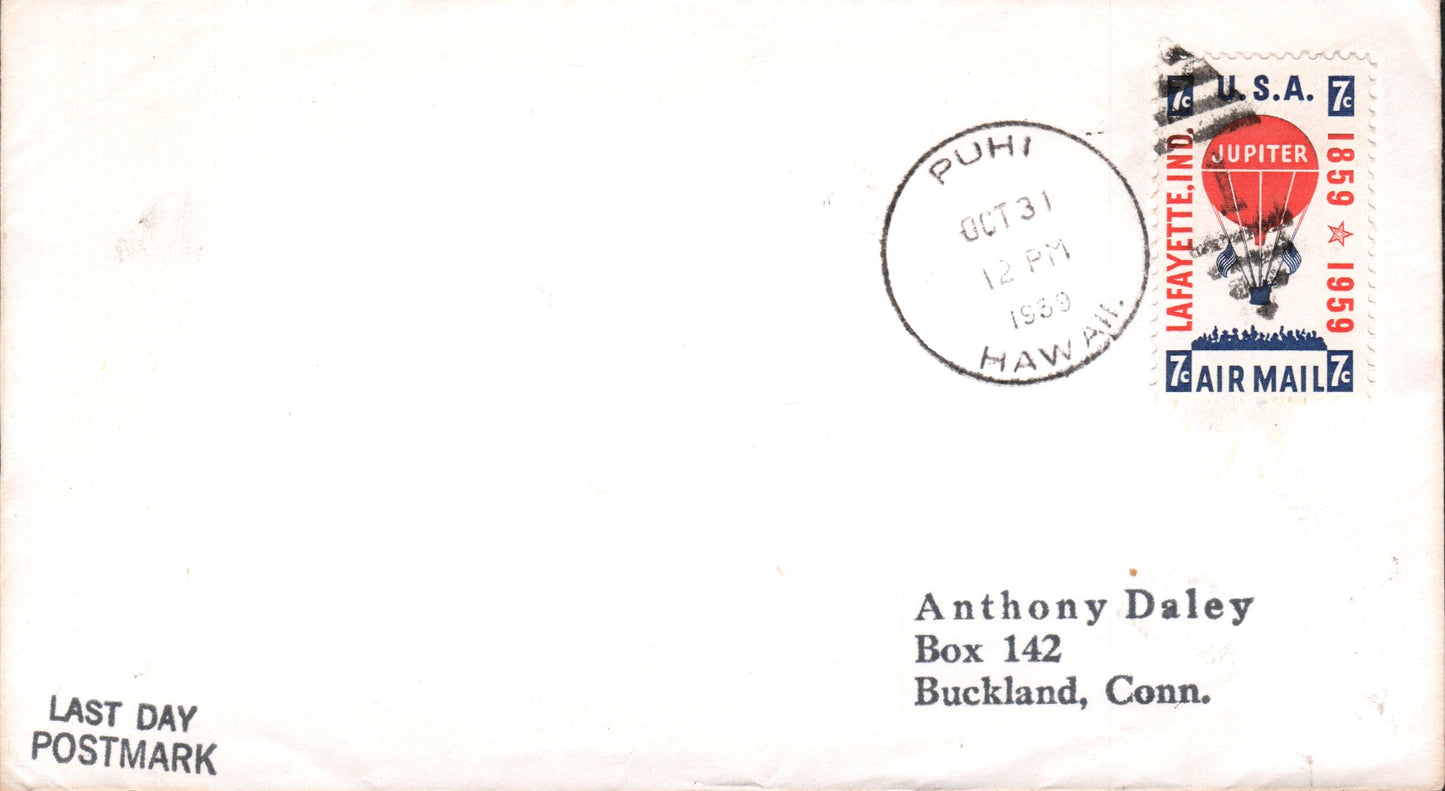 PUHI
OCT 31
12 PM
1959
HAWAII.
7c U.S.A. 7c
LAFAYETTE, IND.
JUPITER
1859 ☆ 1959
1
7c AIR MAIL 7c
Anthony Daley
Box 142
Buckland, Conn.
LAST DAY
POSTMARK